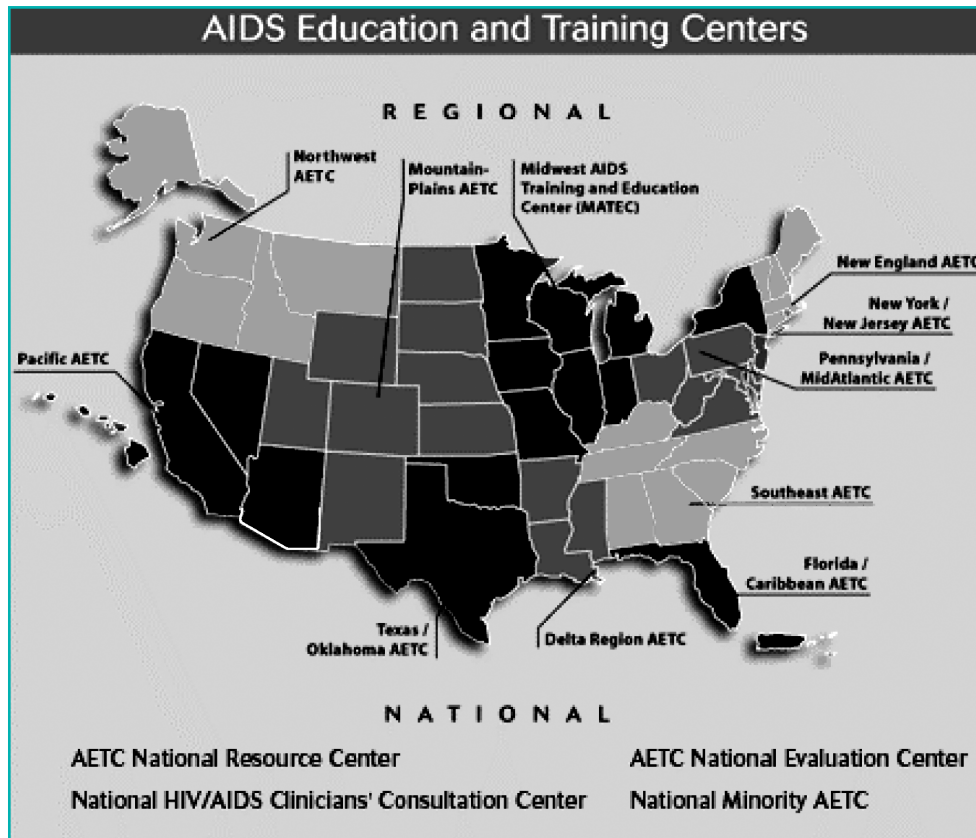 AIDS Education and Training Centers
REGIONAL
Northwest
AETC
Mountain-
Plains AETC
Midwest AIDS
Training and Education
Center (MATEC)
New England AETC
New York /
New Jersey AETC
Pennsylvania /
MidAtlantic AETC
Pacific AETC
Southeast AETC
Florida /
Caribbean AETC
Texas /
Oklahoma AETC
Delta Region AETC
NATIONAL
AETC National Resource Center
AETC National Evaluation Center
National HIV/AIDS Clinicians' Consultation Center
National Minority AETC